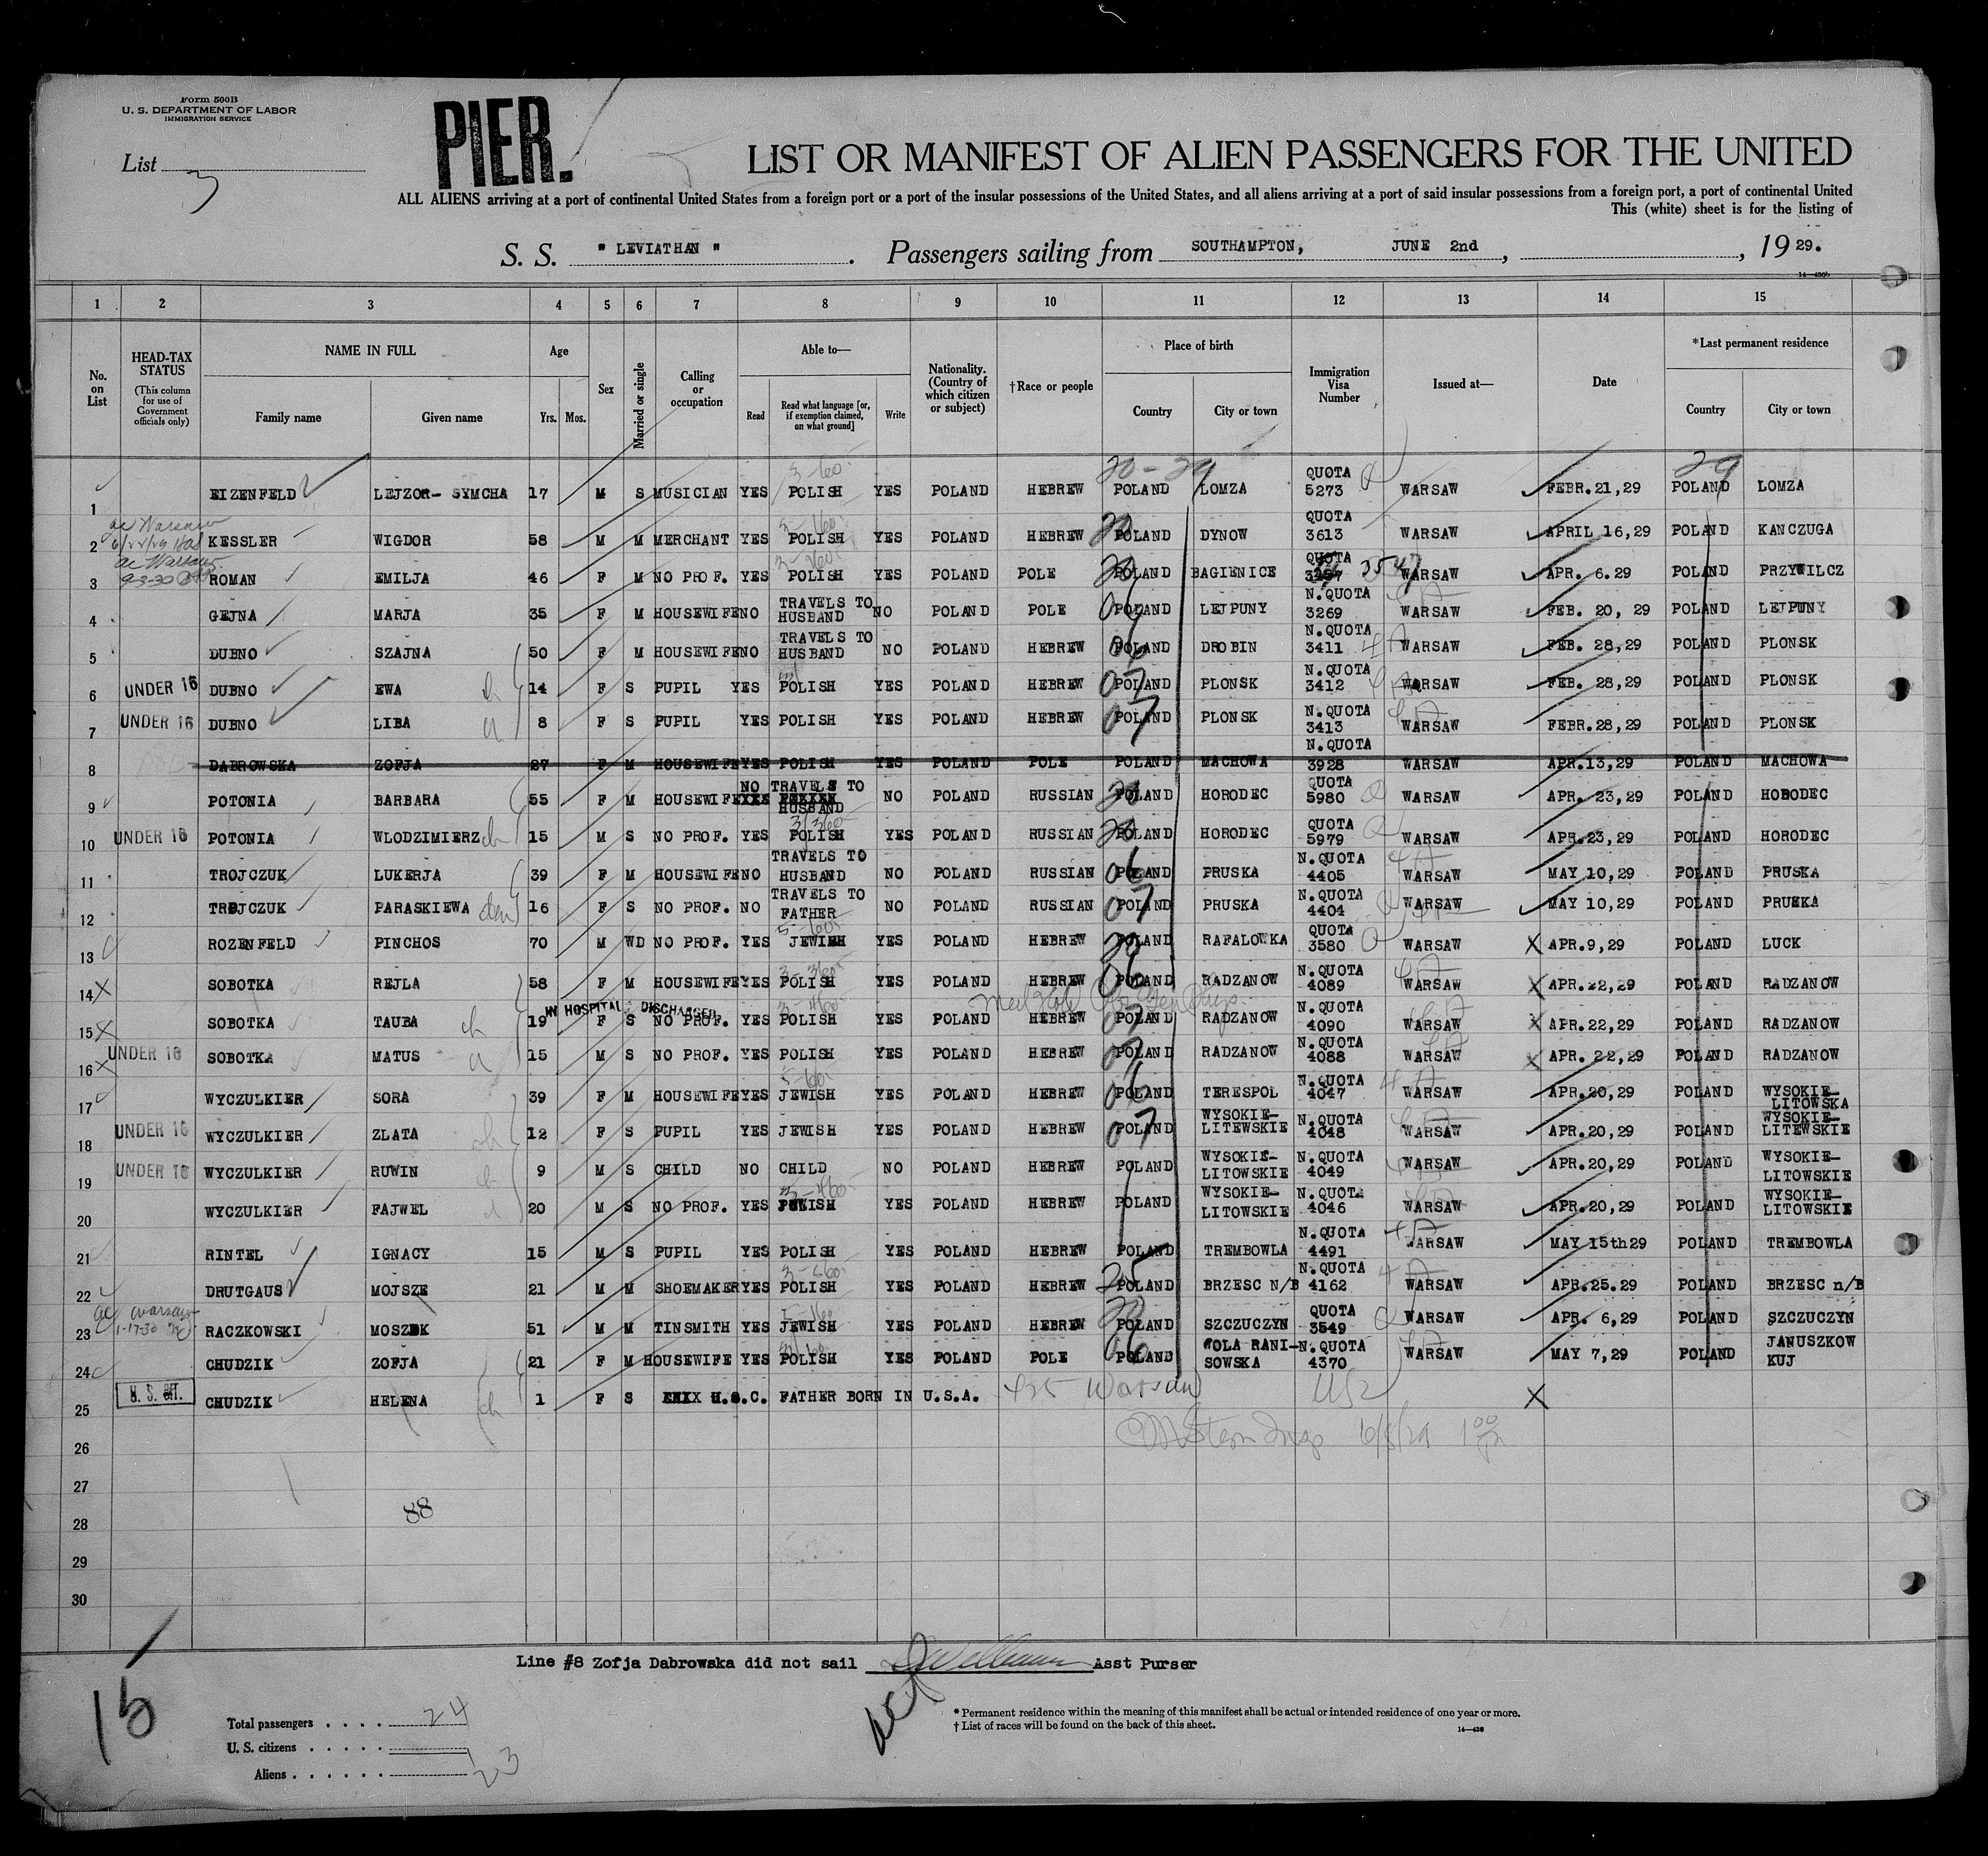 Form 500B
U. S. DEPARTMENT OF LABOR
IMMIGRATION SERVICE
List 3
PIER.
LIST OR MANIFEST OF ALIEN PASSENGERS FOR THE UNITED
ALL ALIENS arriving at a port of continental United States from a foreign port or a port of the insular possessions of the United States, and all aliens arriving at a port of said insular possessions from a foreign port, a port of continental United
This (white) sheet is for the listing of
S. S. " LEVIATHAN ". Passengers sailing from SOUTHAMPTON, JUNE 2nd, , 19 29.
1 2 3 4 5 6 7 8 9 10 11 12 13 14 15
No. on List
HEAD-TAX STATUS (This column for use of Government officials only)
NAME IN FULL
Family name Given name
Age Yrs. Mos.
Sex
Married or single
Calling or occupation
Able to—
Read Read what language [or, if exemption claimed, on what ground] Write
Nationality. (Country of which citizen or subject)
†Race or people
Place of birth
Country City or town
Immigration Visa Number
Issued at—
Date
*Last permanent residence
Country City or town
1 EIZENFELD LEJZOR- SYMCHA 17 M S MUSICIAN YES POLISH YES POLAND HEBREW POLAND LOMZA QUOTA 5273 WARSAW FEBR.21,29 POLAND LOMZA
2 KESSLER WIGDOR 58 M M MERCHANT YES POLISH YES POLAND HEBREW POLAND DYNOW QUOTA 3613 WARSAW APRIL 16,29 POLAND KANCZUGA
3 ROMAN EMILJA 46 F M NO PROF. YES POLISH YES POLAND POLE POLAND BAGIENICE QUOTA 3547 WARSAW APR. 6.29 POLAND PRZYWILCZ
4 GEJNA MARJA 35 F M HOUSEWIFE NO TRAVELS TO HUSBAND NO POLAND POLE POLAND LEJPUNY N.QUOTA 3269 WARSAW FEB. 20, 29 POLAND LEJPUNY
5 DUBNO SZAJNA 50 F M HOUSEWIFE NO TRAVELS TO HUSBAND NO POLAND HEBREW POLAND DROBIN N.QUOTA 3411 WARSAW FEB. 28,29 POLAND PLONSK
6 UNDER 16 DUBNO EWA 14 F S PUPIL YES POLISH YES POLAND HEBREW POLAND PLONSK N.QUOTA 3412 WARSAW FEB. 28,29 POLAND PLONSK
7 UNDER 16 DUBNO LIBA 8 F S PUPIL YES POLISH YES POLAND HEBREW POLAND PLONSK N.QUOTA 3413 WARSAW FEBR.28,29 POLAND PLONSK
8 DABROWSKA ZOFJA 27 F M HOUSEWIFE YES POLISH YES POLAND POLE POLAND MACHOWA N.QUOTA 3928 WARSAW APR.13,29 POLAND MACHOWA
9 POTONIA BARBARA 55 F M HOUSEWIFE NO TRAVELS TO HUSBAND NO POLAND RUSSIAN POLAND HORODEC QUOTA 5980 WARSAW APR. 23,29 POLAND HORODEC
10 UNDER 16 POTONIA WLODZIMIERZ 15 M S NO PROF. YES POLISH YES POLAND RUSSIAN POLAND HORODEC QUOTA 5979 WARSAW APR.23,29 POLAND HORODEC
11 TROJCZUK LUKERJA 39 F M HOUSEWIFE NO TRAVELS TO HUSBAND NO POLAND RUSSIAN POLAND PRUSKA N.QUOTA 4405 WARSAW MAY 10,29 POLAND PRUSKA
12 TROJCZUK PARASKIEWA 16 F S NO PROF. NO TRAVELS TO FATHER NO POLAND RUSSIAN POLAND PRUSKA N.QUOTA 4404 WARSAW MAY 10,29 POLAND PRUSKA
13 ROZENFELD PINCHOS 70 M WD NO PROF. YES JEWISH YES POLAND HEBREW POLAND RAFALOWKA QUOTA 3580 WARSAW APR.9,29 POLAND LUCK
14 SOBOTKA REJLA 58 F M HOUSEWIFE YES POLISH YES POLAND HEBREW POLAND RADZANOW N.QUOTA 4089 WARSAW APR.22,29 POLAND RADZANOW
IN HOSPITAL DISCHARGED
15 SOBOTKA TAUBA 19 F S NO PROF. YES POLISH YES POLAND HEBREW POLAND RADZANOW N.QUOTA 4090 WARSAW APR.22,29 POLAND RADZANOW
16 UNDER 16 SOBOTKA MATUS 15 M S NO PROF. YES POLISH YES POLAND HEBREW POLAND RADZANOW N.QUOTA 4088 WARSAW APR. 22,29 POLAND RADZANOW
17 WYCZULKIER SORA 39 F M HOUSEWIFE YES JEWISH YES POLAND HEBREW POLAND TERESPOL N.QUOTA 4047 WARSAW APR.20,29 POLAND WYSOKIE-LITOWSKA
18 UNDER 16 WYCZULKIER ZLATA 12 F S PUPIL YES JEWISH YES POLAND HEBREW POLAND WYSOKIE-LITEWSKIE N.QUOTA 4048 WARSAW APR.20,29 POLAND WYSOKIE-LITEWSKIE
19 UNDER 16 WYCZULKIER RUWIN 9 M S CHILD NO CHILD NO POLAND HEBREW POLAND WYSOKIE-LITOWSKIE N.QUOTA 4049 WARSAW APR.20,29 POLAND WYSOKIE-LITOWSKIE
20 WYCZULKIER FAJWEL 20 M S NO PROF. YES POLISH YES POLAND HEBREW POLAND WYSOKIE-LITOWSKIE N.QUOTA 4046 WARSAW APR.20,29 POLAND WYSOKIE-LITOWSKIE
21 RINTEL IGNACY 15 M S PUPIL YES POLISH YES POLAND HEBREW POLAND TREMBOWLA N.QUOTA 4491 WARSAW MAY 15th29 POLAND TREMBOWLA
22 DRUTGAUS MOJSZE 21 M M SHOEMAKER YES POLISH YES POLAND HEBREW POLAND BRZESC N/B N.QUOTA 4162 WARSAW APR.25.29 POLAND BRZESC n/B
23 RACZKOWSKI MOSZEK 51 M M TINSMITH YES JEWISH YES POLAND HEBREW POLAND SZCZUCZYN QUOTA 3549 WARSAW APR. 6,29 POLAND SZCZUCZYN
24 CHUDZIK ZOFJA 21 F M HOUSEWIFE YES POLISH YES POLAND POLE POLAND WOLA RANI-SOWSKA N.QUOTA 4370 WARSAW MAY 7,29 POLAND JANUSZKOW KUJ
25 CHUDZIK HELENA 1 F S U.S.C. FATHER BORN IN U.S.A.
26
27
28
29
30
88
Line #8 Zofja Dabrowska did not sail Asst Purser
15
Total passengers . . . . 24
U. S. citizens . . . . .
Aliens . . . . . . 23
* Permanent residence within the meaning of this manifest shall be actual or intended residence of one year or more.
† List of races will be found on the back of this sheet.